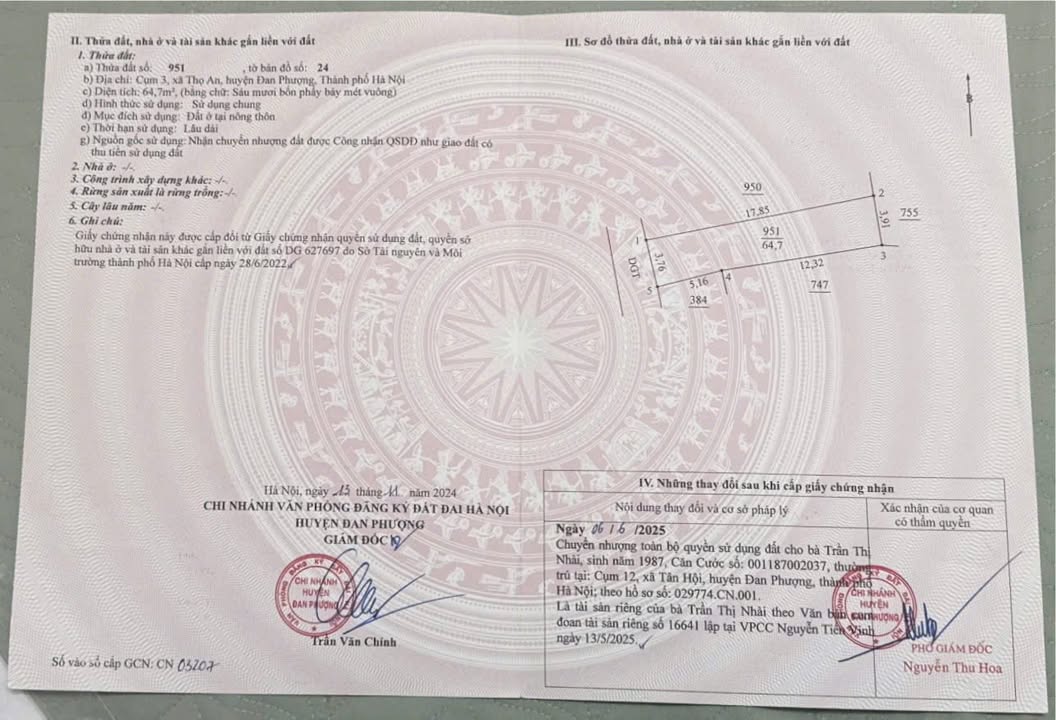 II. Thửa đất, nhà ở và tài sản khác gắn liền với đất
1. Thửa đất:
a) Thửa đất số: 951 , tờ bản đồ số: 24
b) Địa chỉ: Cụm 3, xã Thọ An, huyện Đan Phượng, Thành phố Hà Nội
c) Diện tích: 64,7m², (bằng chữ: Sáu mươi bốn phẩy bảy mét vuông)
d) Hình thức sử dụng: Sử dụng chung
đ) Mục đích sử dụng: Đất ở tại nông thôn
e) Thời hạn sử dụng: Lâu dài
g) Nguồn gốc sử dụng: Nhận chuyển nhượng đất được Công nhận QSDĐ như giao đất có
thu tiền sử dụng đất
2. Nhà ở: -/-.
3. Công trình xây dựng khác: -/-.
4. Rừng sản xuất là rừng trồng: -/-.
5. Cây lâu năm: -/-.
6. Ghi chú:
Giấy chứng nhận này được cấp đổi từ Giấy chứng nhận quyền sử dụng đất, quyền sở
hữu nhà ở và tài sản khác gắn liền với đất số DG 627697 do Sở Tài nguyên và Môi
trường thành phố Hà Nội cấp ngày 28/6/2022
Hà Nội, ngày 15 tháng 11 năm 2024
CHI NHÁNH VĂN PHÒNG ĐĂNG KÝ ĐẤT ĐAI HÀ NỘI
HUYỆN ĐAN PHƯỢNG
GIÁM ĐỐC
CHI NHÁNH
HUYỆN
ĐAN PHƯỢNG
Trần Văn Chinh
Số vào sổ cấp GCN: CN 03207
III. Sơ đồ thửa đất, nhà ở và tài sản khác gắn liền với đất
B
950
2
17,85
3,91
755
1
951
64,7
3
ĐGT
3,76
12,32
4
5
5,16
747
384
IV. Những thay đổi sau khi cấp giấy chứng nhận
Nội dung thay đổi và cơ sở pháp lý
Xác nhận của cơ quan
có thẩm quyền
Ngày 06/6/2025
Chuyển nhượng toàn bộ quyền sử dụng đất cho bà Trần Thị
Nhài, sinh năm 1987, Căn Cước số: 001187002037, thường
trú tại: Cụm 12, xã Tân Hội, huyện Đan Phượng, thành phố
Hà Nội; theo hồ sơ số: 029774.CN.001.
Là tài sản riêng của bà Trần Thị Nhài theo Văn bản cam
đoan tài sản riêng số 16641 lập tại VPCC Nguyễn Tiến Vịnh
ngày 13/5/2025.
CHI NHÁNH
HUYỆN
PHÓ GIÁM ĐỐC
Nguyễn Thu Hoa